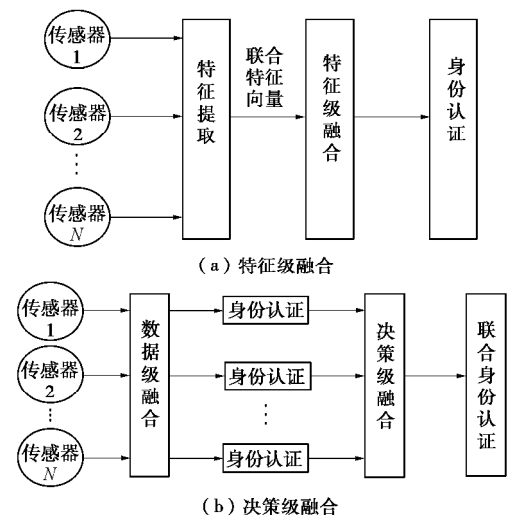 传感器
1
传感器
2
⋮
传感器
N
特征提取
联合
特征
向量
特征级融合
身份认证
(a)特征级融合
传感器
1
传感器
2
⋮
传感器
N
数据级融合
身份认证
身份认证
⋮
身份认证
决策级融合
联合身份认证
(b)决策级融合